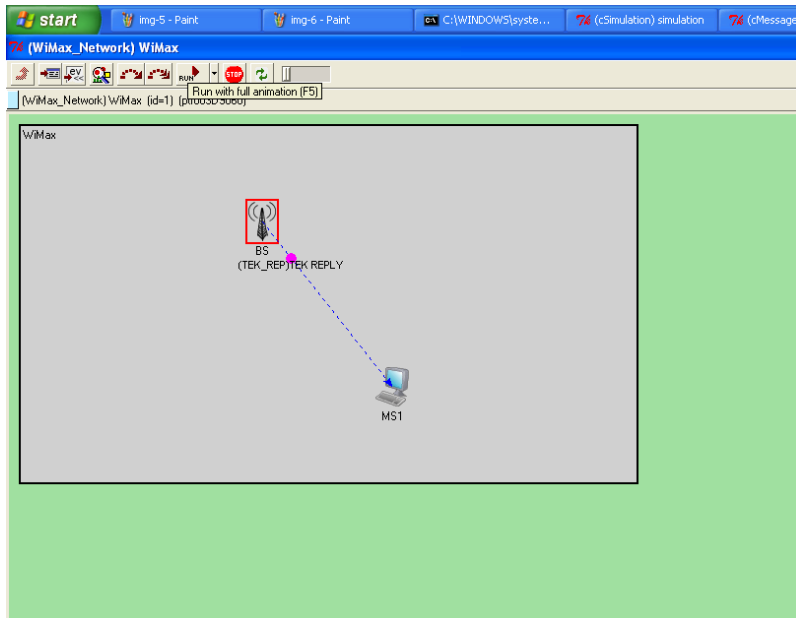 start
img-5 - Paint
img-6 - Paint
C:\WINDOWS\syste...
(cSimulation) simulation
(cMessage
(WiMax_Network) WiMax
RUN
STOP
Run with full animation (F5)
(WiMax_Network) WiMax (id=1)
WiMax
BS
(TEK_REP)TEK REPLY
MS1